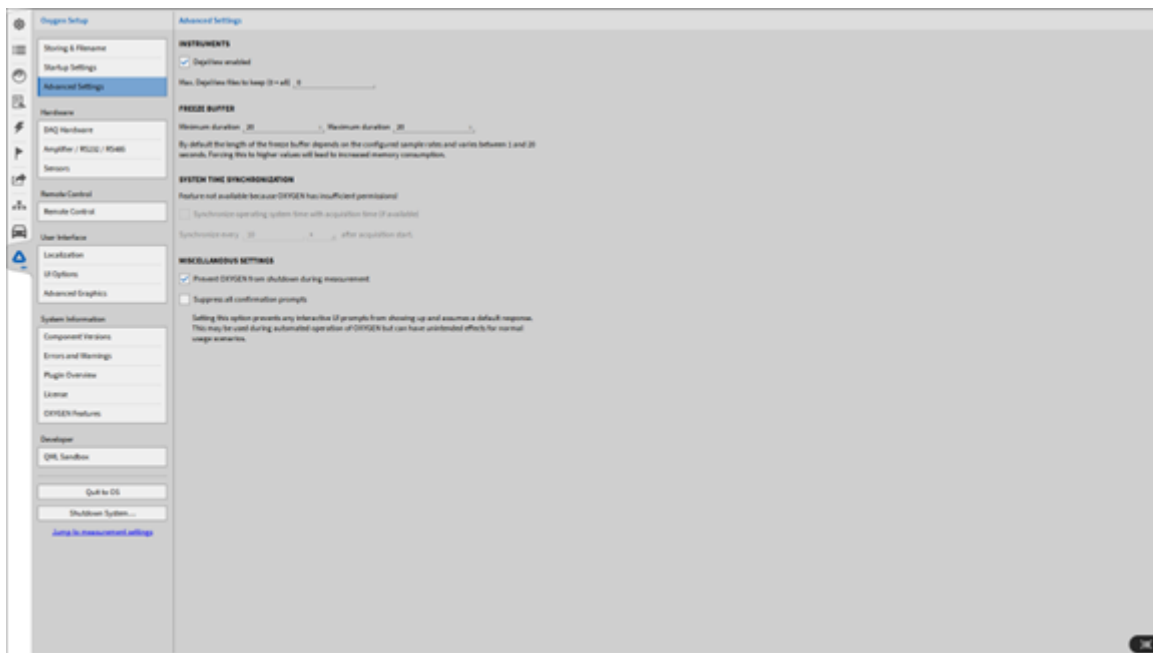 Oxygen Setup
Advanced Settings
Storing & Filename
Startup Settings
Advanced Settings
Hardware
DAQ Hardware
Amplifier / RS232 / RS485
Sensors
Remote Control
Remote Control
User Interface
Localization
UI Options
Advanced Graphics
System Information
Component Versions
Errors and Warnings
Plugin Overview
License
OXYGEN Features
Developer
QML Sandbox
Quit to OS
Shutdown System...
Jump to measurement settings
INSTRUMENTS
DejaView enabled
Max. DejaView files to keep (0 = all)
FREEZE BUFFER
Minimum duration 20 s, Maximum duration 20 s,
By default the length of the freeze buffer depends on the configured sample rates and varies between 1 and 20
seconds. Forcing this to higher values will lead to increased memory consumption.
SYSTEM TIME SYNCHRONIZATION
Feature not available because OXYGEN has insufficient permissions!
Synchronize operating system time with acquisition time (if available)
Synchronize every 10 after acquisition start.
MISCELLANEOUS SETTINGS
Prevent OXYGEN from shutdown during measurement
Suppress all confirmation prompts
Setting this option prevents any interactive UI prompts from showing up and assumes a default response.
This may be used during automated operation of OXYGEN but can have unintended effects for normal
usage scenarios.